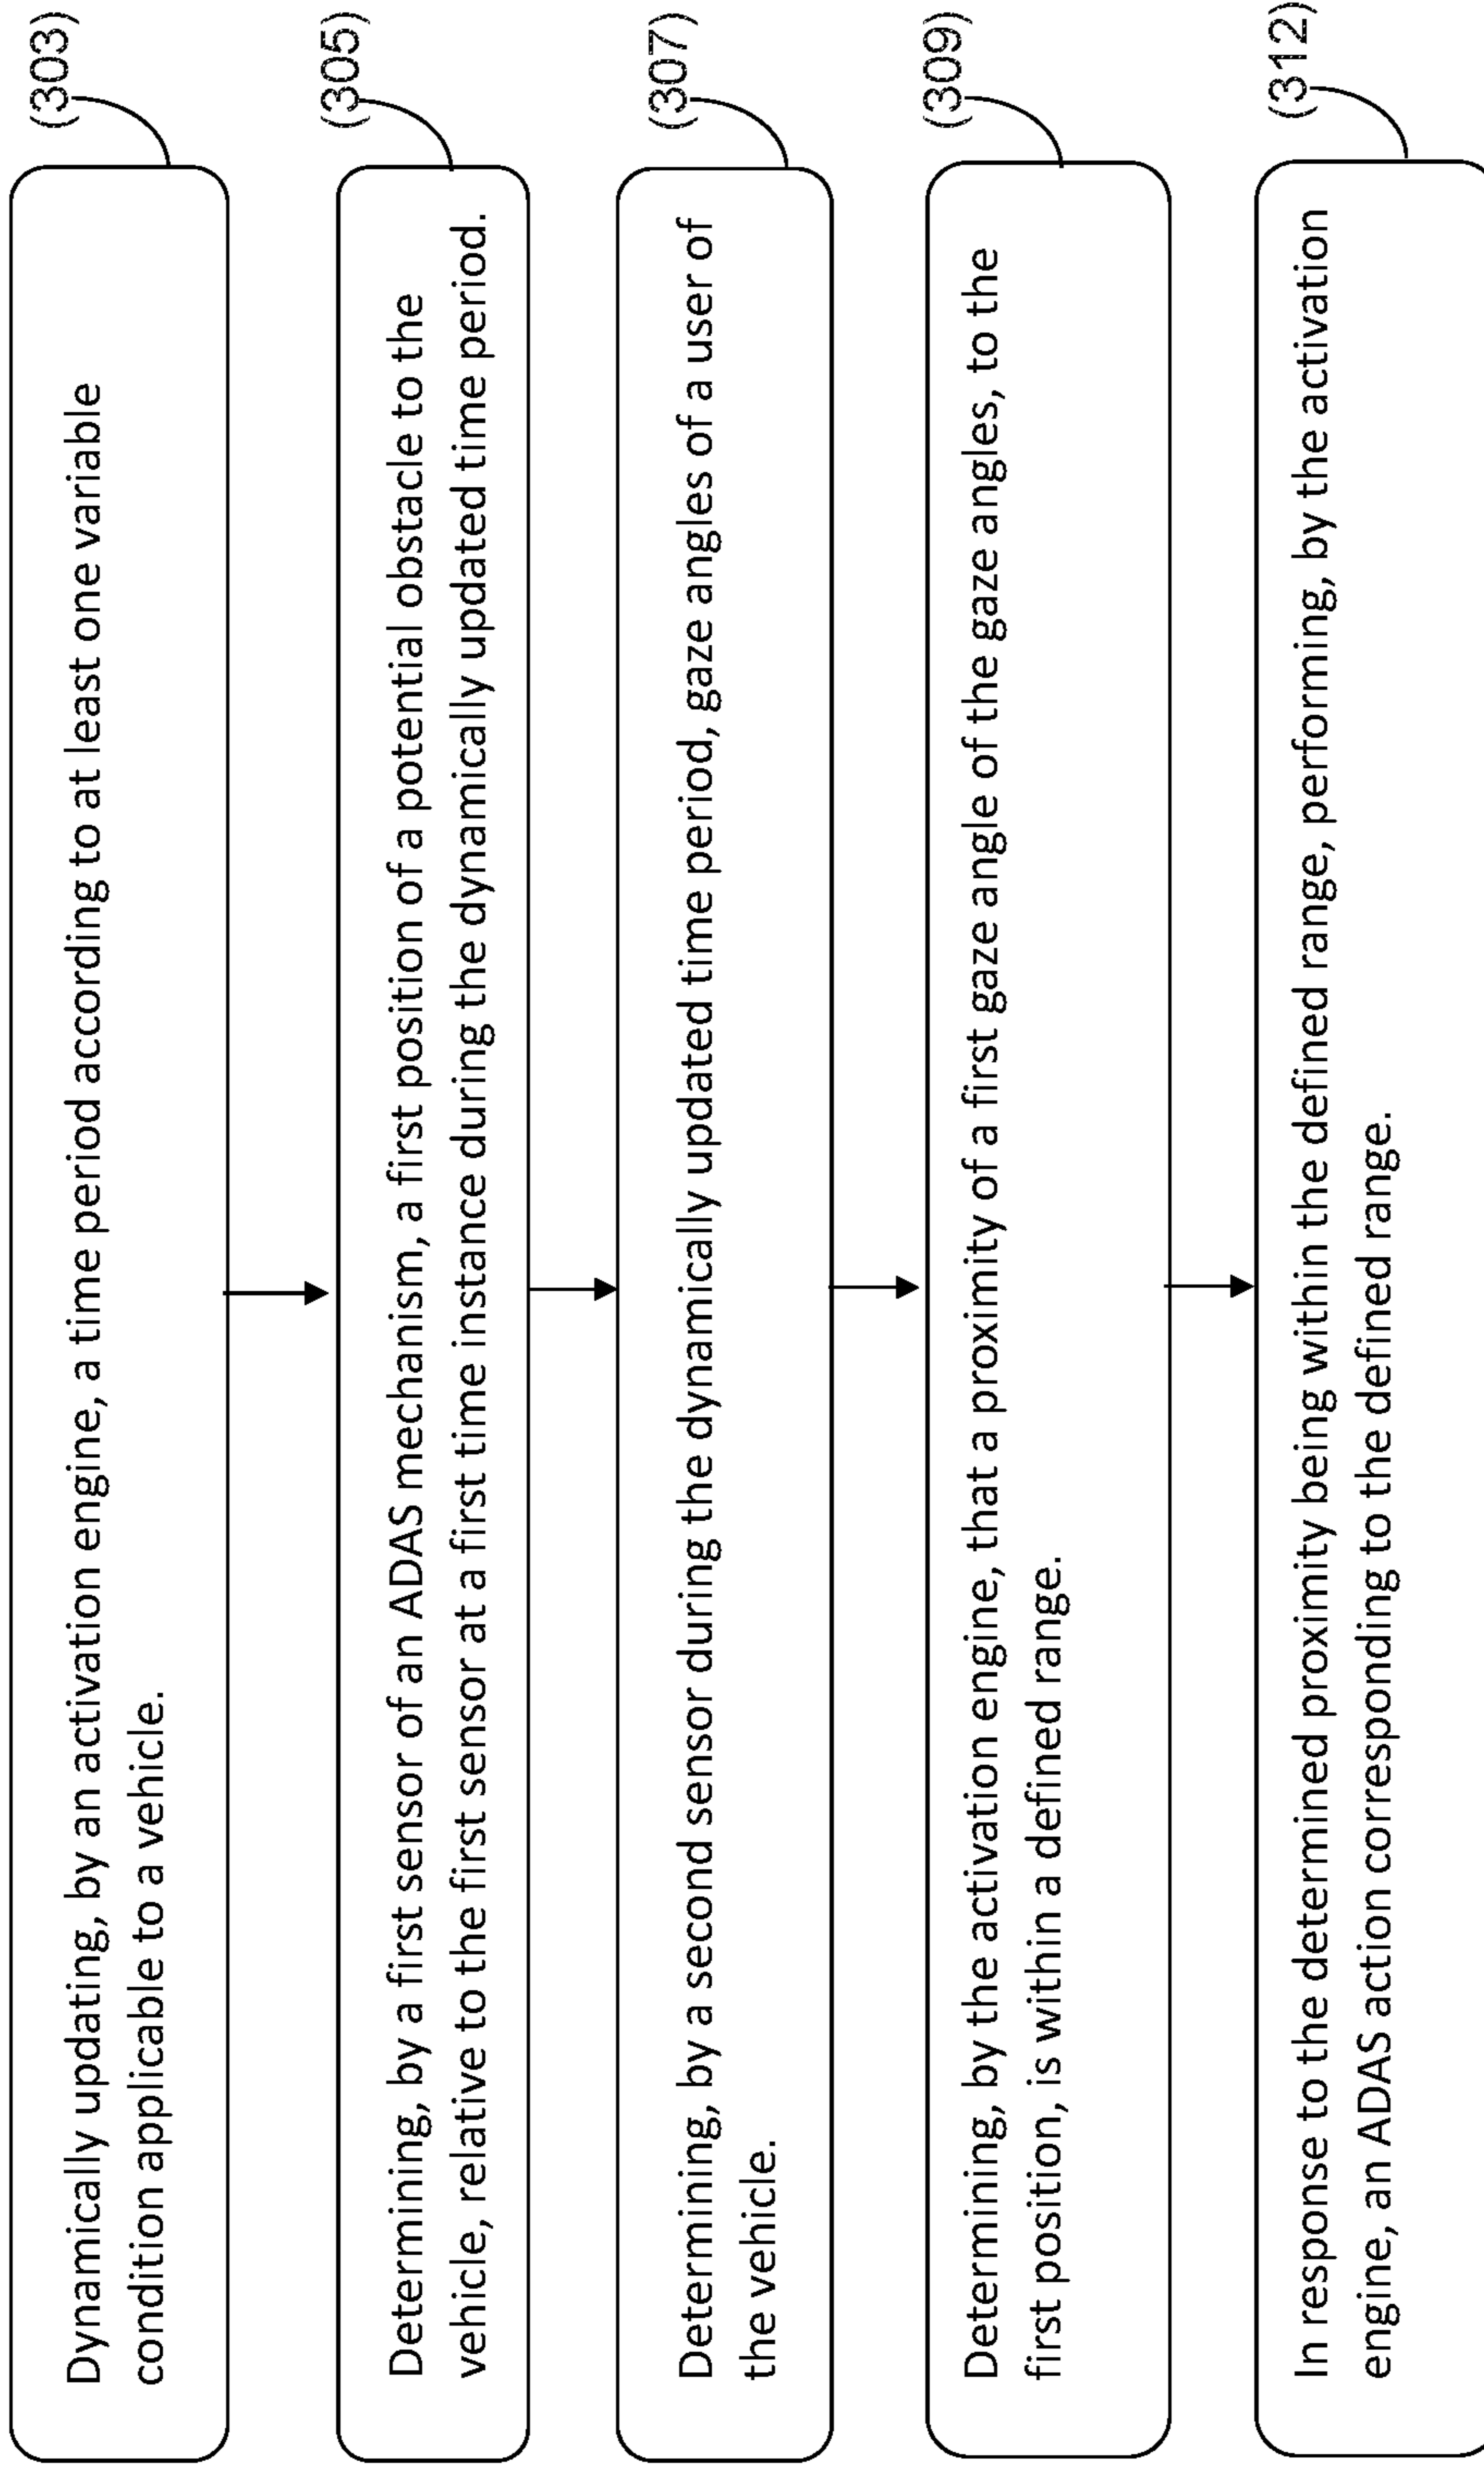 (303)
Dynamically updating, by an activation engine, a time period according to at least one variable
condition applicable to a vehicle.
(305)
Determining, by a first sensor of an ADAS mechanism, a first position of a potential obstacle to the
vehicle, relative to the first sensor at a first time instance during the dynamically updated time period.
(307)
Determining, by a second sensor during the dynamically updated time period, gaze angles of a user of
the vehicle.
(309)
Determining, by the activation engine, that a proximity of a first gaze angle of the gaze angles, to the
first position, is within a defined range.
(312)
In response to the determined proximity being within the defined range, performing, by the activation
engine, an ADAS action corresponding to the defined range.